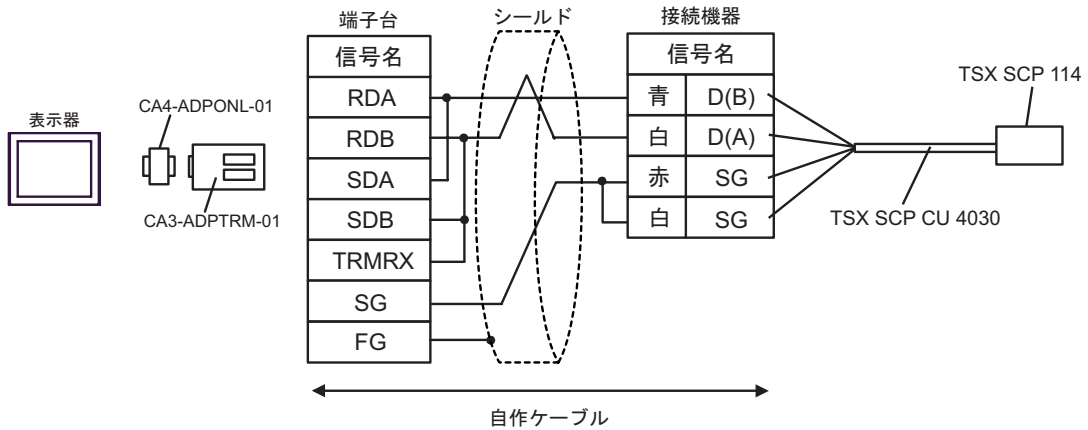 端子台
シールド
接続機器
信号名
信号名
TSX SCP 114
CA4-ADPONL-01
表示器
RDA
青 D(B)
RDB
白 D(A)
SDA
赤 SG
CA3-ADPTRM-01
SDB
白 SG
TSX SCP CU 4030
TRMRX
SG
FG
自作ケーブル